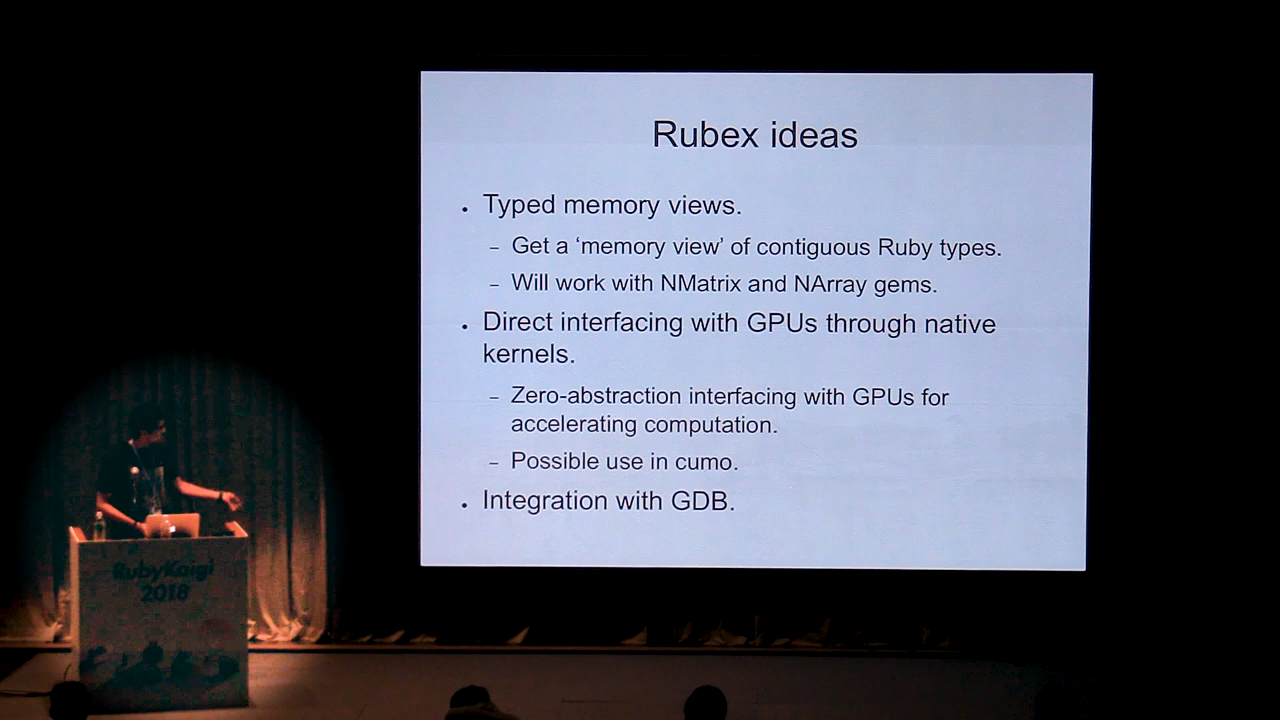 Rubex ideas
• Typed memory views.
– Get a ‘memory view’ of contiguous Ruby types.
– Will work with NMatrix and NArray gems.
• Direct interfacing with GPUs through native
kernels.
– Zero-abstraction interfacing with GPUs for
accelerating computation.
– Possible use in cumo.
• Integration with GDB.
RubyKaigi
2018